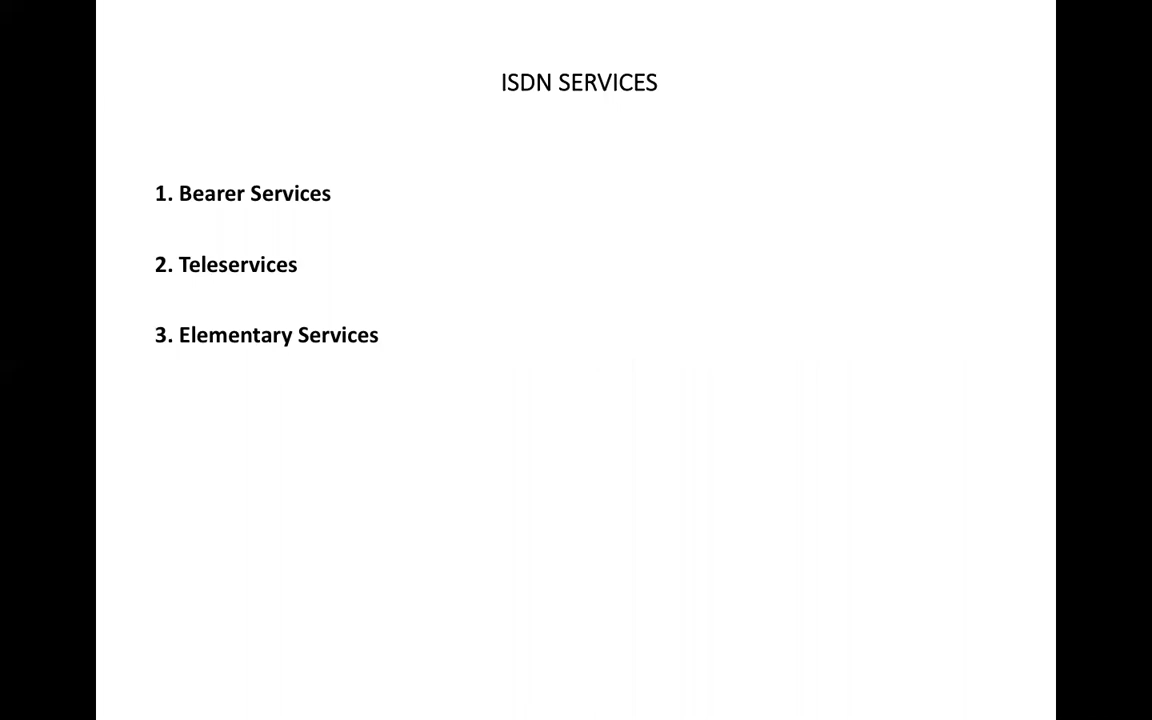 ISDN SERVICES
1. Bearer Services
2. Teleservices
3. Elementary Services